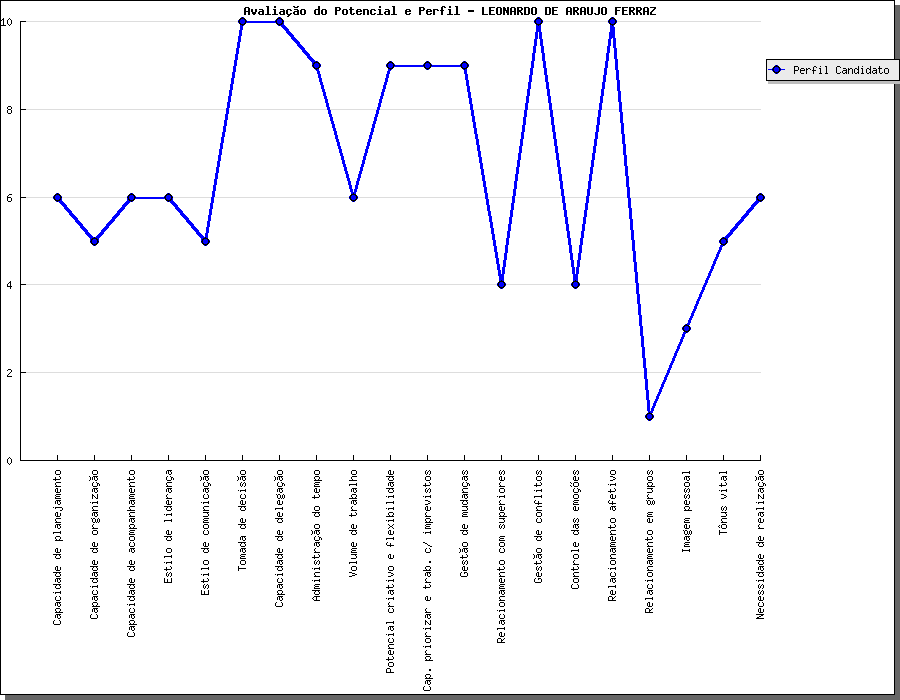 Avaliação do Potencial e Perfil - LEONARDO DE ARAUJO FERRAZ
10
8
6
4
2
0
Perfil Candidato
Capacidade de planejamento
Capacidade de organização
Capacidade de acompanhamento
Estilo de liderança
Estilo de comunicação
Tomada de decisão
Capacidade de delegação
Administração do tempo
Volume de trabalho
Potencial criativo e flexibilidade
Cap. priorizar e trab. c/ imprevistos
Gestão de mudanças
Relacionamento com superiores
Gestão de conflitos
Controle das emoções
Relacionamento afetivo
Relacionamento em grupos
Imagem pessoal
Tônus vital
Necessidade de realização